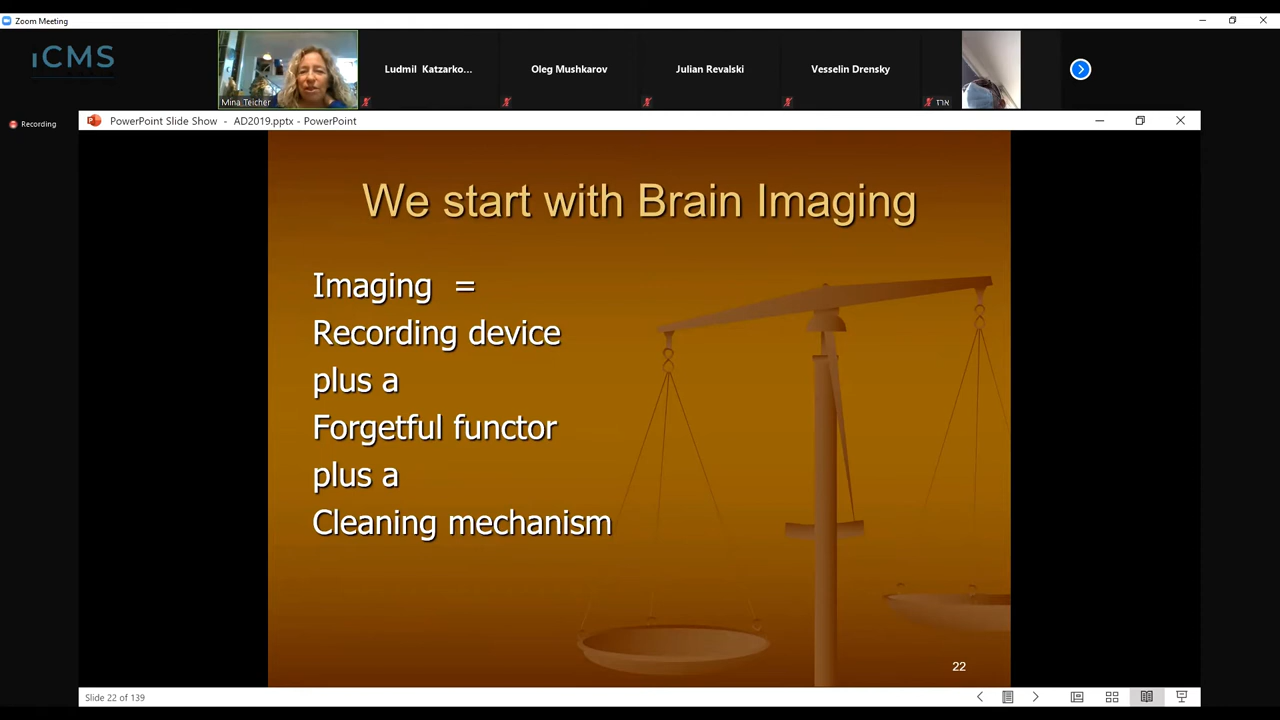 Zoom Meeting
iCMS
Mina Teicher
Ludmil Katzarko...
Oleg Mushkarov
Julian Revalski
Vesselin Drensky
ארז
Recording
PowerPoint Slide Show - AD2019.pptx - PowerPoint
We start with Brain Imaging
Imaging =
Recording device
plus a
Forgetful functor
plus a
Cleaning mechanism
22
Slide 22 of 139